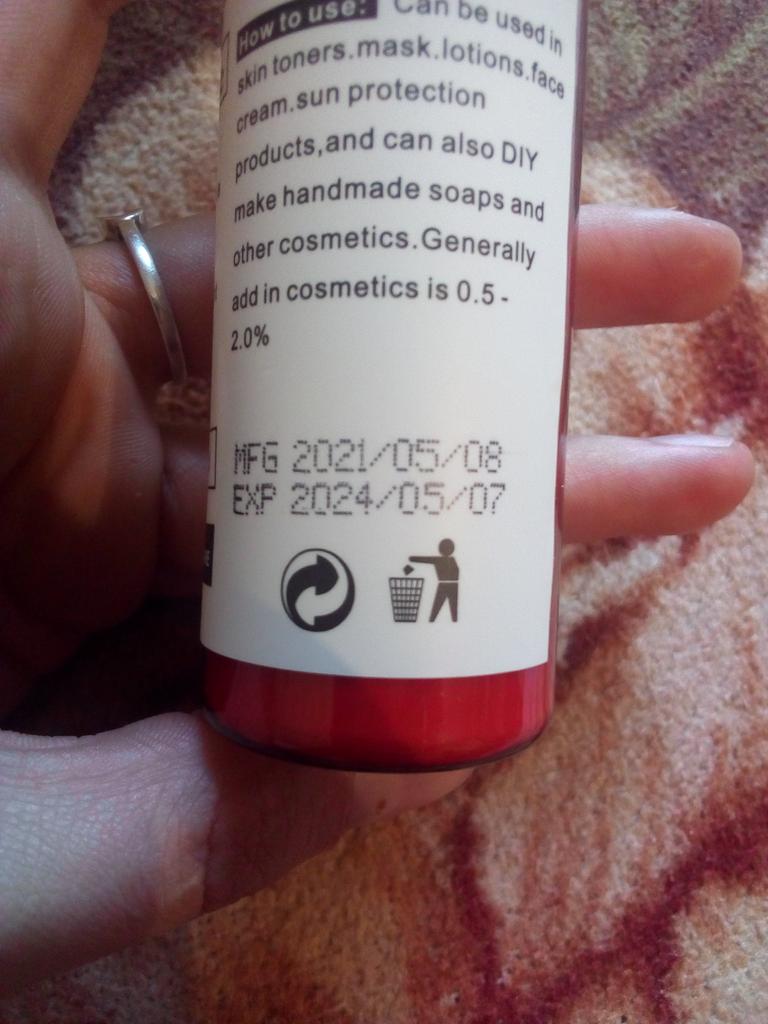 How to use: Can be used in
skin toners.mask.lotions.face
cream.sun protection
products,and can also DIY
make handmade soaps and
other cosmetics.Generally
add in cosmetics is 0.5 -
2.0%
MFG 2021/05/08
EXP 2024/05/07